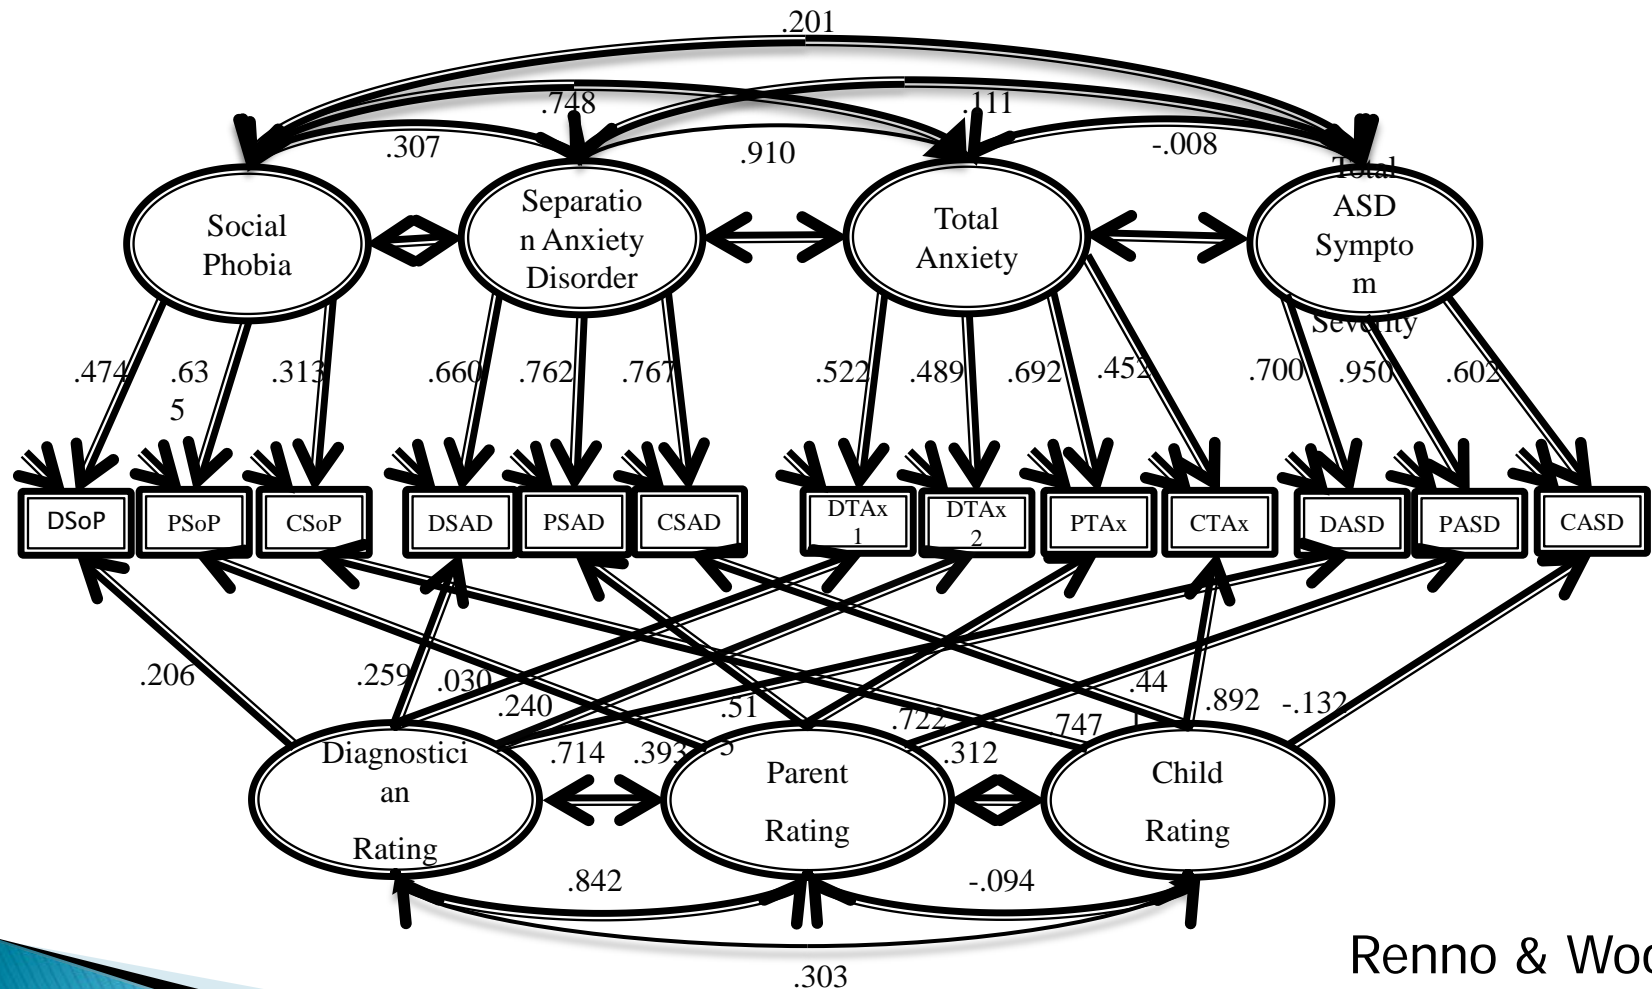 .201
.748
.111
.307
.910
-.008
Social
Phobia
Separatio
n Anxiety
Disorder
Total
Anxiety
Total
ASD
Sympto
m
Severity
.474
.63
5
.313
.660
.762
.767
.522
.489
.692
.452
.700
.950
.602
DSoP
PSoP
CSoP
DSAD
PSAD
CSAD
DTAx
1
DTAx
2
PTAx
CTAx
DASD
PASD
CASD
.206
.259
.030
.240
.714
.393
.51
5
.722
.312
.747
.44
1
.892
-.132
Diagnostici
an
Rating
Parent
Rating
Child
Rating
.842
-.094
.303
Renno & Woo